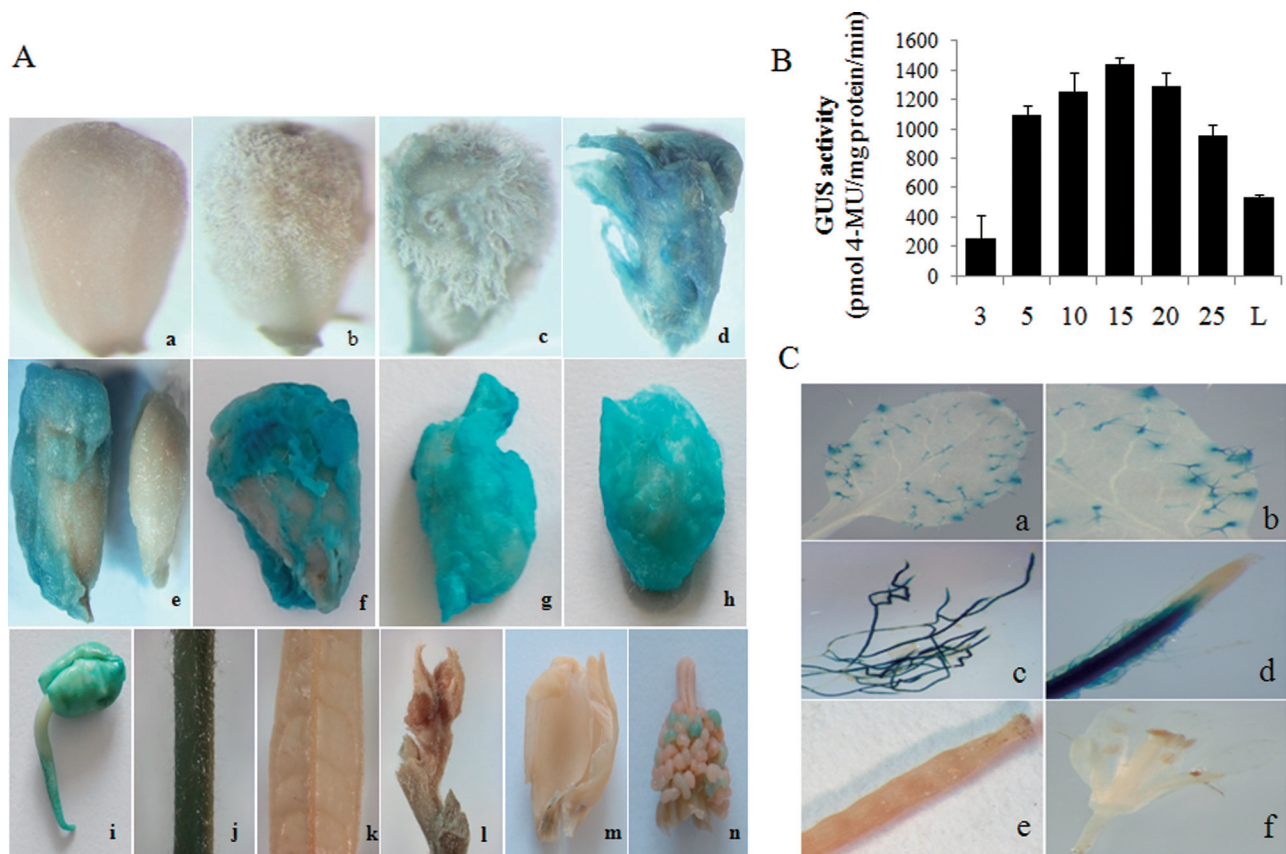 A
a
b
c
d
e
f
g
h
i
j
k
l
m
n
B
GUS activity
(pmol 4-MU/mg protein/min)
1600
1400
1200
1000
800
600
400
200
0
3 5 10 15 20 25 L
C
a
b
c
d
e
f